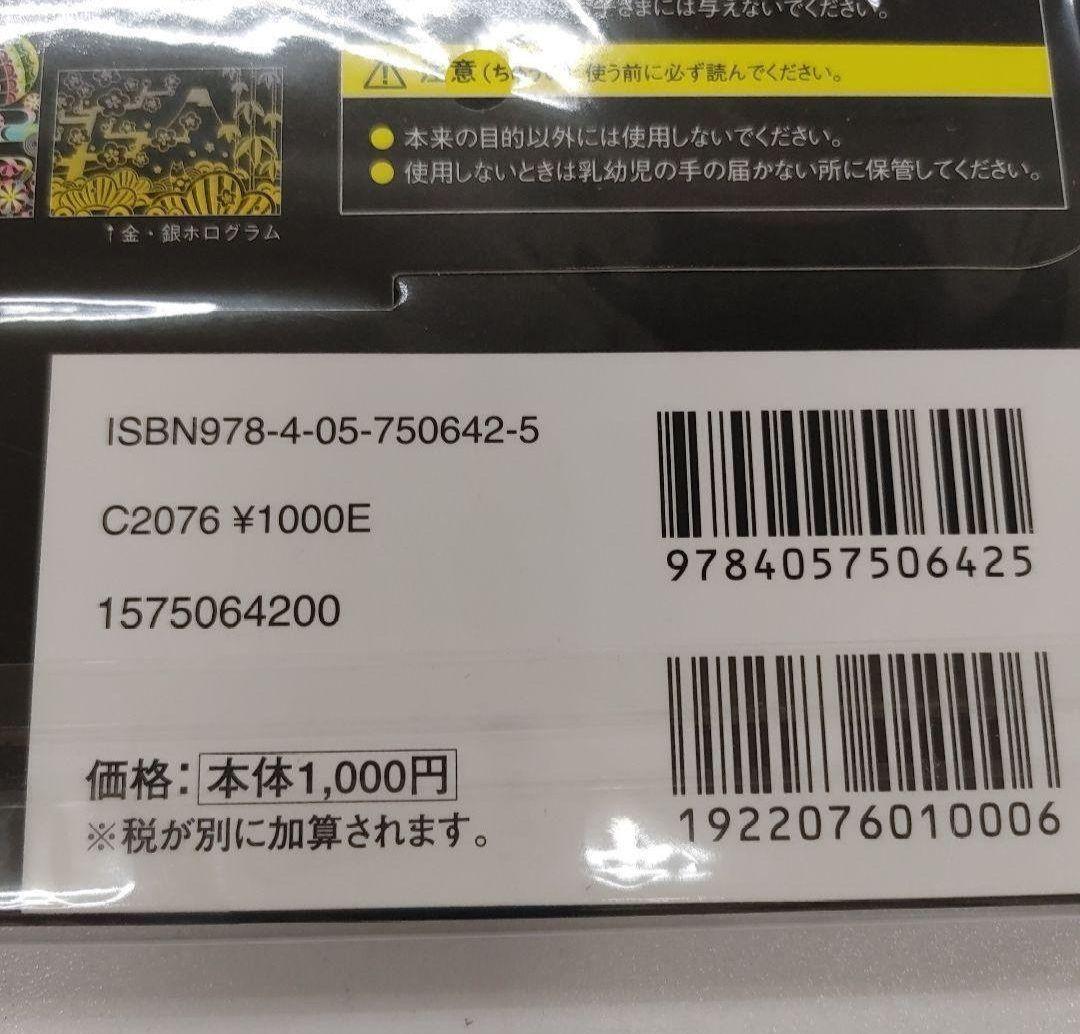 には与えないでください。
意（ち
使う前に必ず読んでください。
●本来の目的以外には使用しないでください。
●使用しないときは乳幼児の手の届かない所に保管してください。
↑金・銀ホログラム
ISBN978-4-05-750642-5
C2076 ¥1000E
1575064200
9784057506425
1922076010006
価格：本体1,000円
※税が別に加算されます。